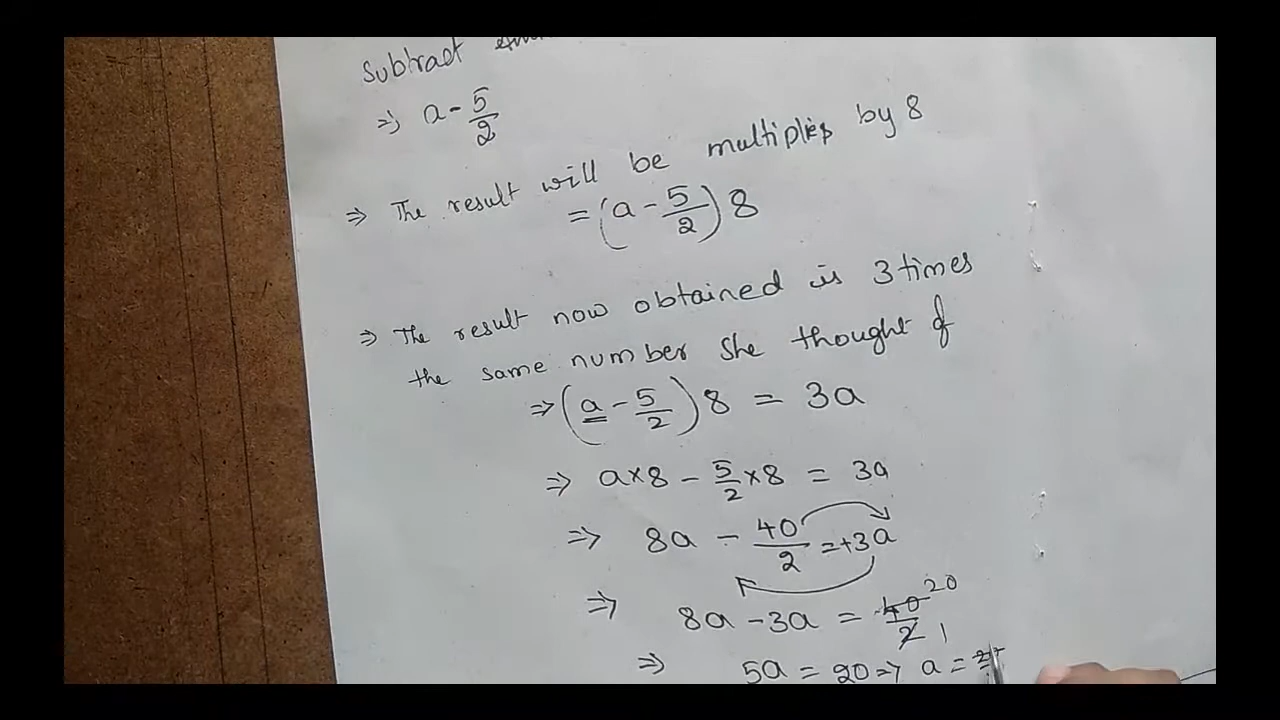 Subtract
⇒ a - 5/2
⇒ The result will be multiplies by 8
= (a - 5/2) 8
⇒ The result now obtained is 3 times
the same number she thought of
⇒ (a - 5/2) 8 = 3a
⇒ a×8 - 5/2 ×8 = 3a
⇒ 8a - 40/2 = +3a
⇒ 8a - 3a = 40/2 20 1
⇒ 5a = 20 ⇒ a =